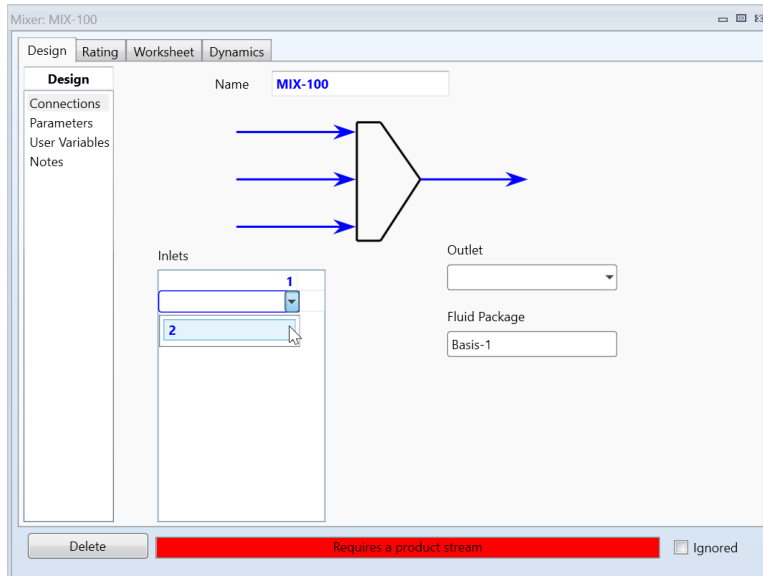 Mixer: MIX-100
Design Rating Worksheet Dynamics
Design
Connections
Parameters
User Variables
Notes
Name MIX-100
Inlets
1
2
Outlet
Fluid Package
Basis-1
Delete
Requires a product stream
Ignored